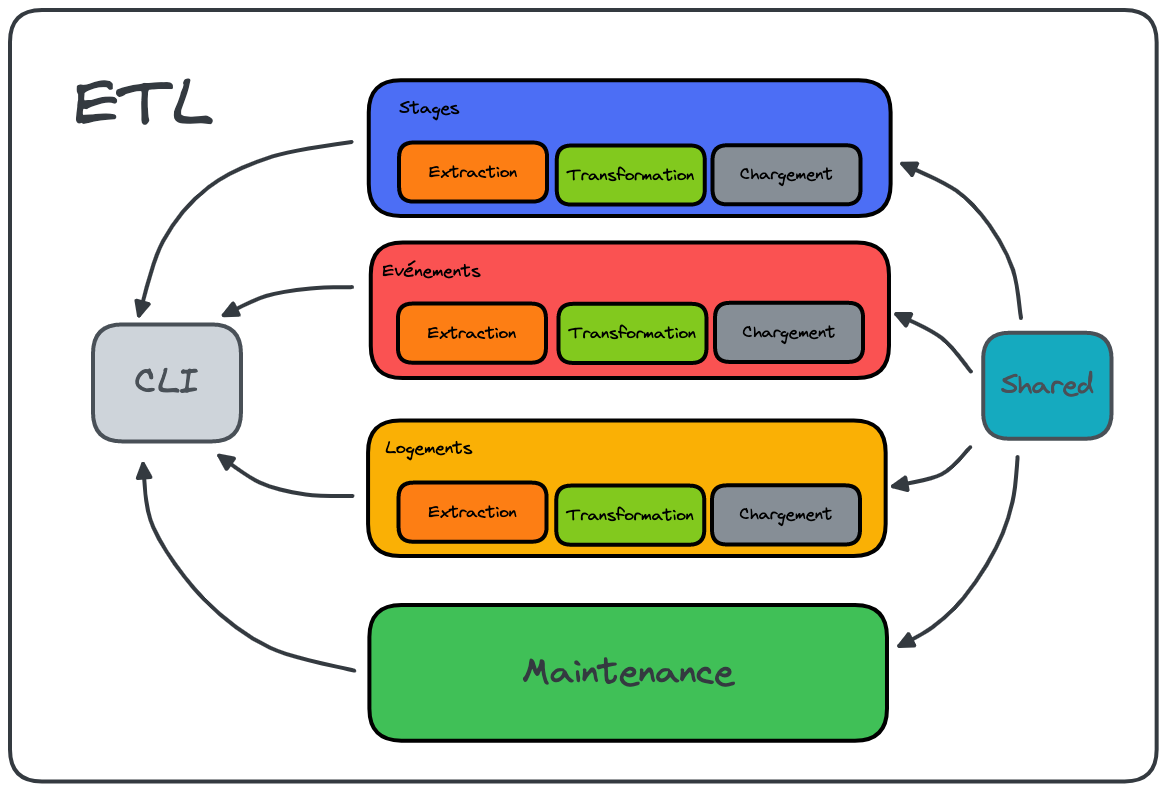 ETL
Stages
Extraction
Transformation
Chargement
Evénements
Extraction
Transformation
Chargement
CLI
Shared
Logements
Extraction
Transformation
Chargement
Maintenance